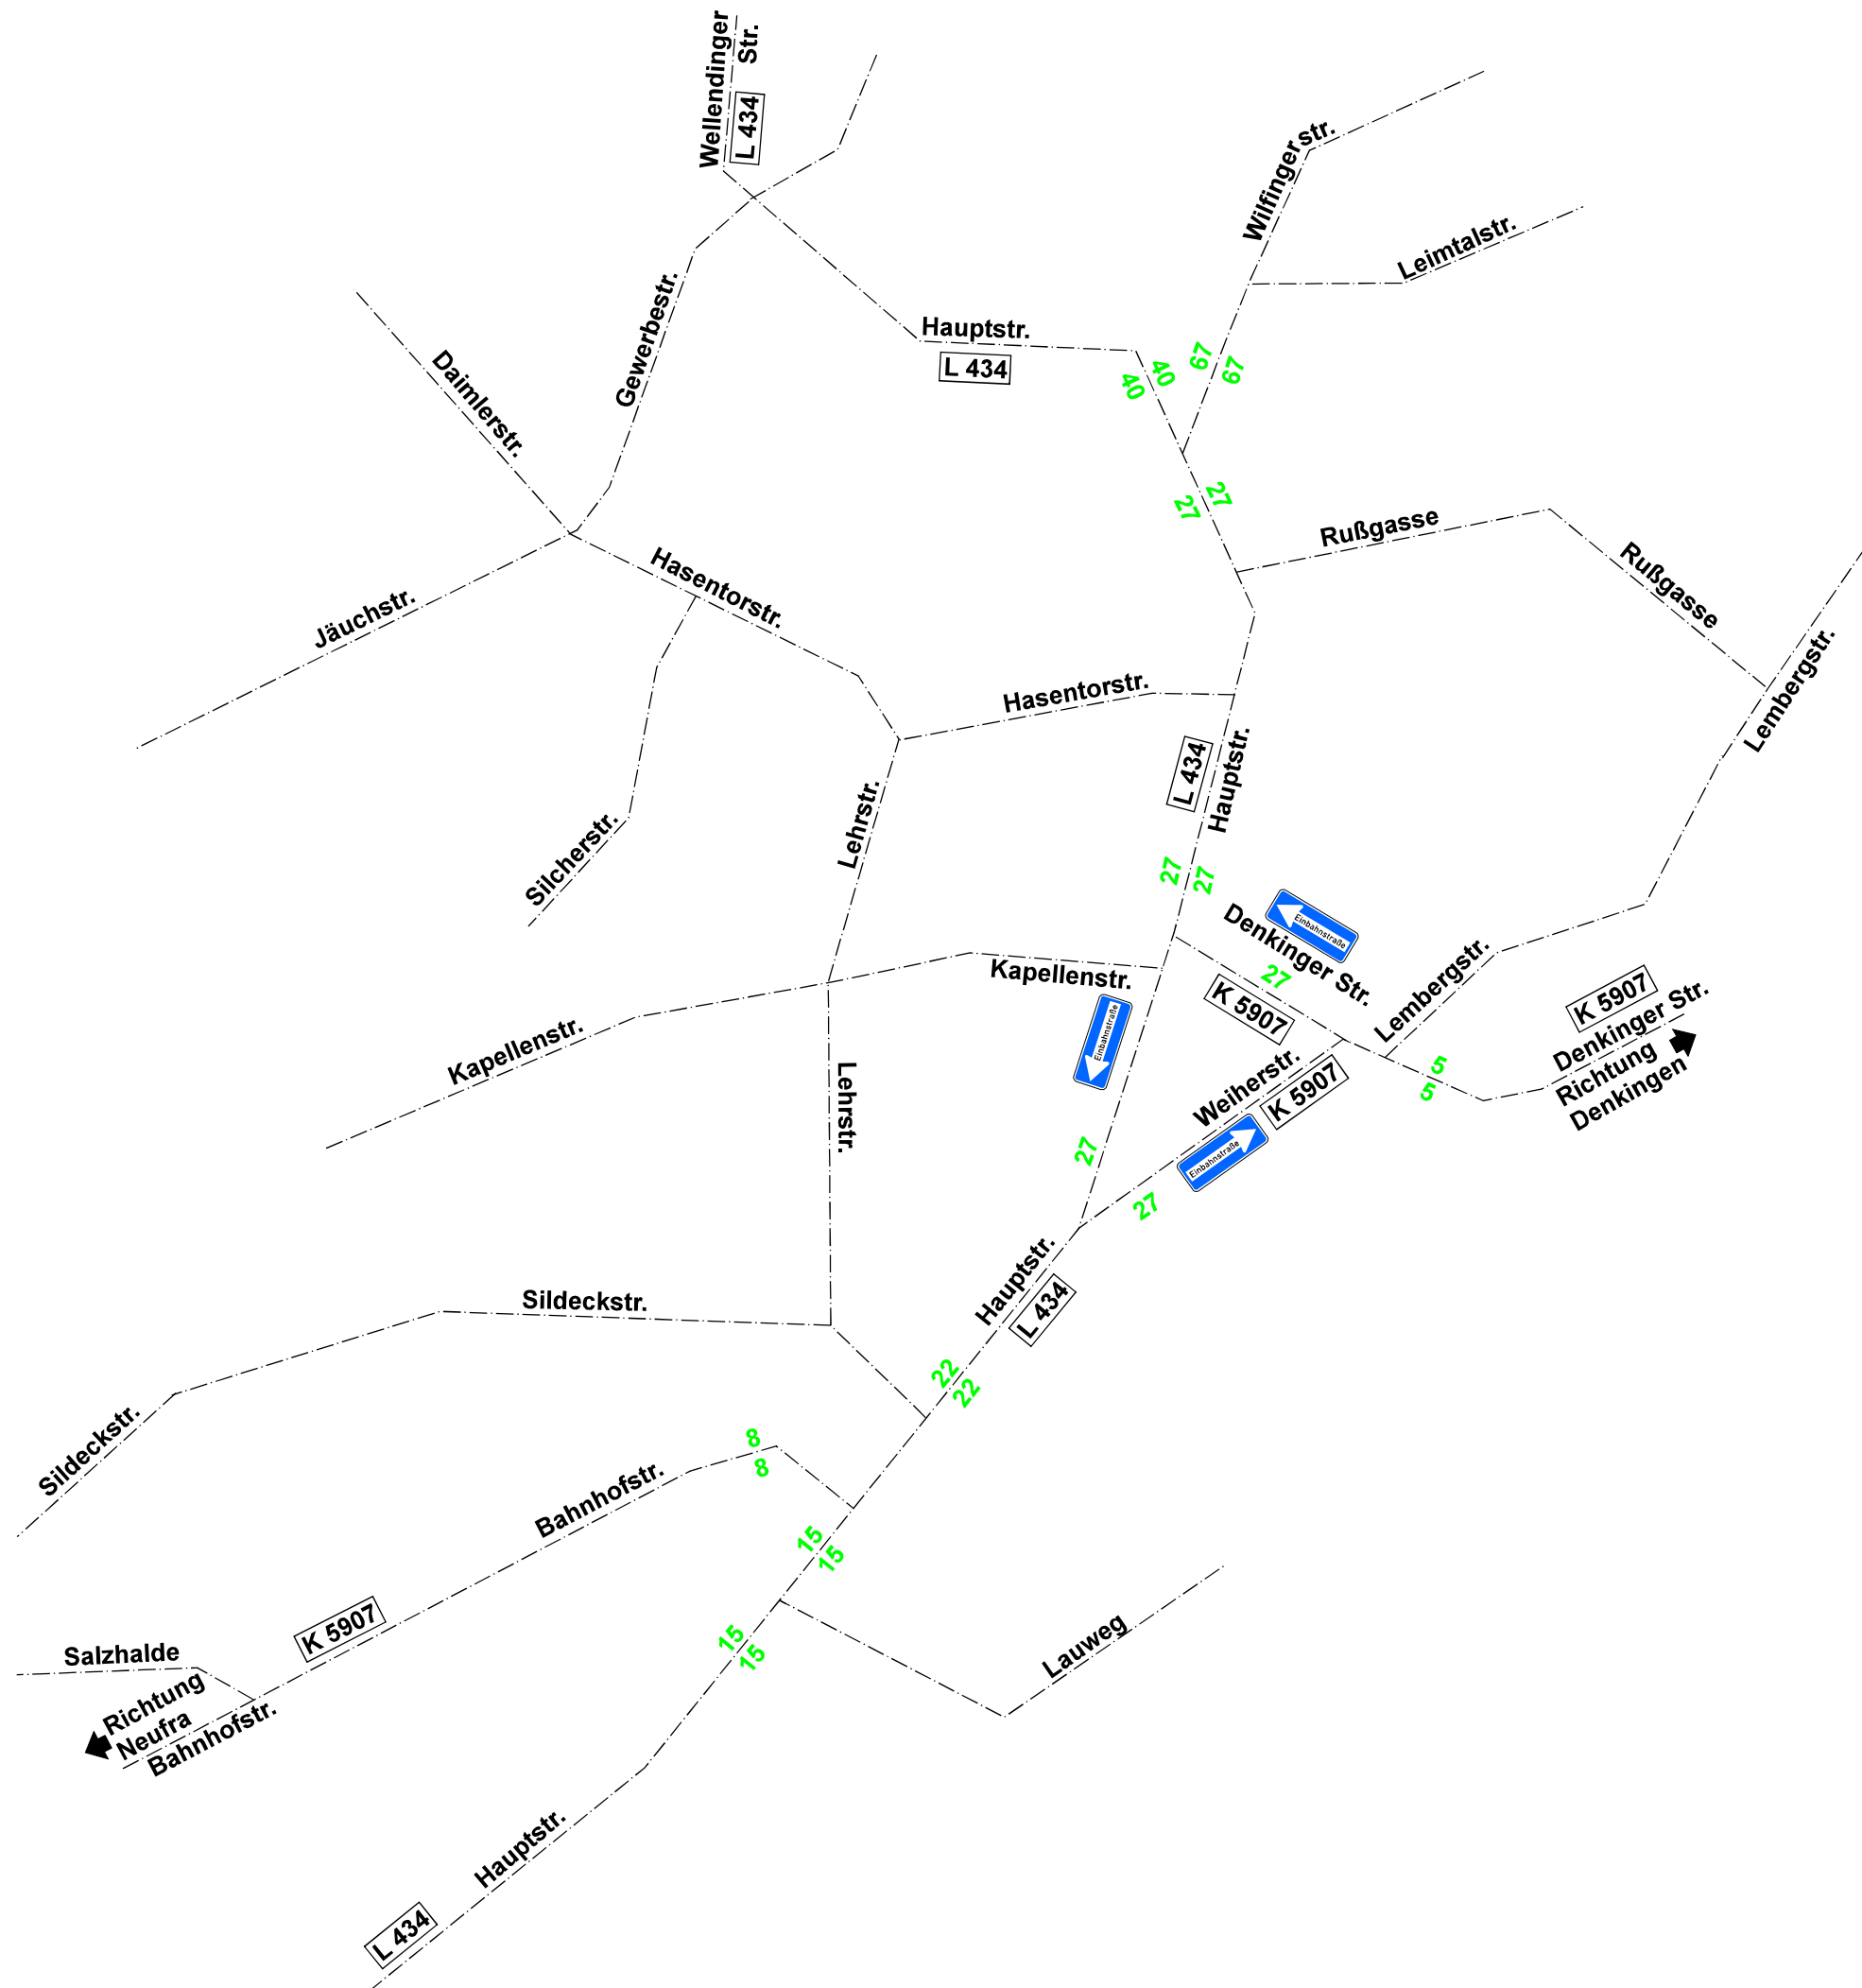 Wellendinger
Str.
L 434
Wilfinger str.
Leimtalstr.
Hauptstr.
L 434
40
40
67
67
Gewerbestr.
Daimlerstr.
27
27
Rußgasse
Rußgasse
Hasentorstr.
Jäuchstr.
Lembergstr.
Hasentorstr.
L 434
Hauptstr.
Lehrstr.
Silcherstr.
27
27
Einbahnstraße
Denkinger Str.
27
K 5907
Kapellenstr.
Einbahnstraße
Lembergstr.
K 5907
Denkinger Str.
Richtung
Denkingen
Kapellenstr.
5
5
Weiherstr.
K 5907
Einbahnstraße
Lehrstr.
27
27
Hauptstr.
L 434
Sildeckstr.
22
22
Sildeckstr.
8
8
Bahnhofstr.
15
15
K 5907
Salzhalde
15
15
Lauweg
Richtung
Neufra
Bahnhofstr.
Hauptstr.
L 434